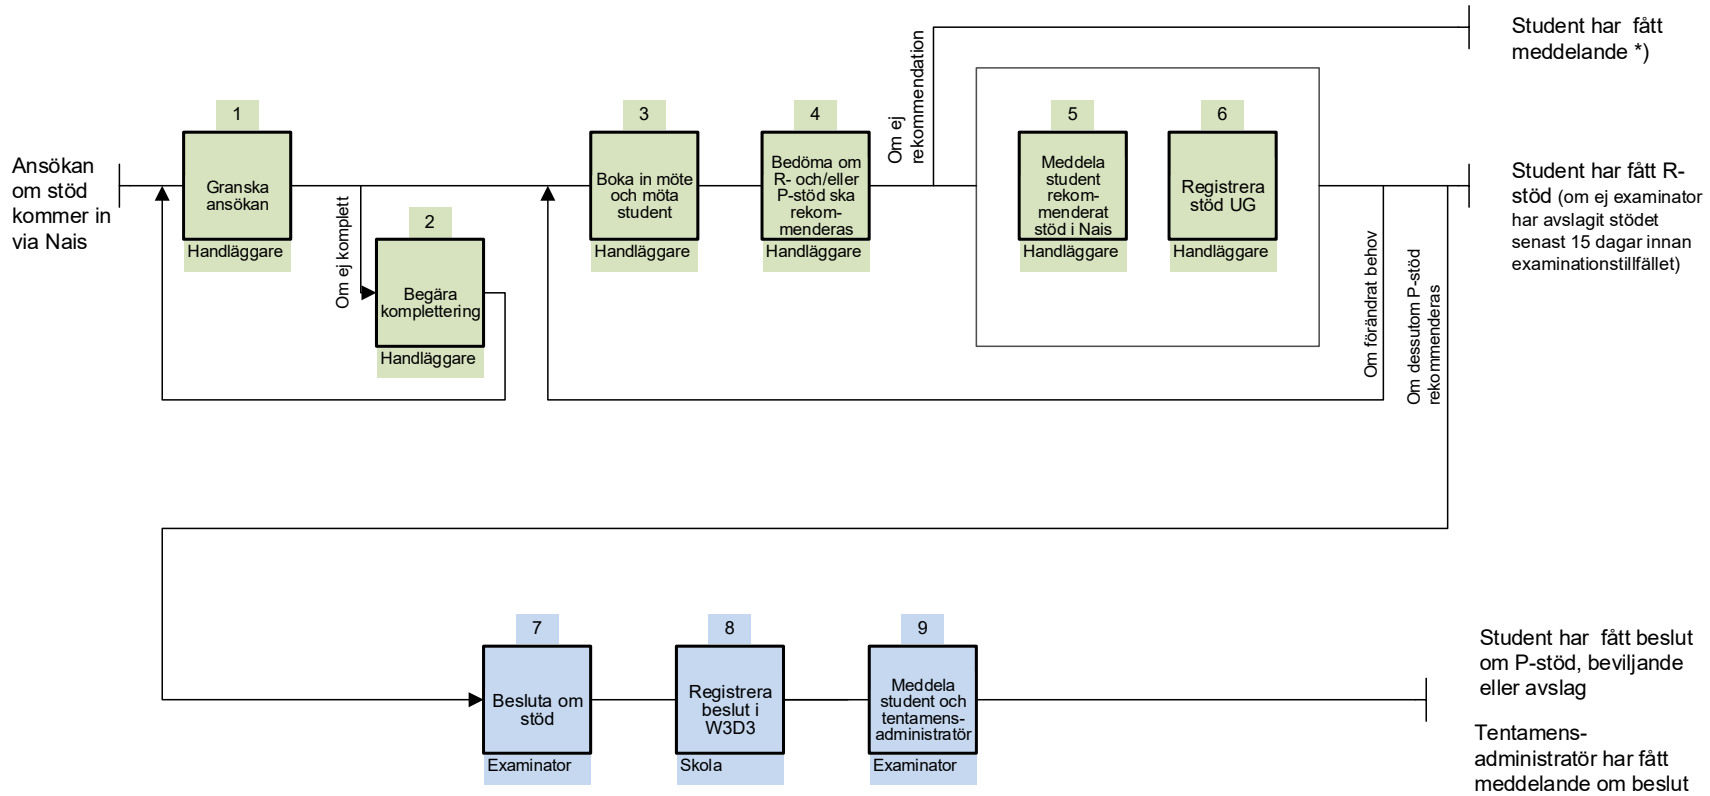 Student har fått
meddelande *)
Om ej
rekommendation
1
3
4
5
6
Ansökan
om stöd
kommer in
via Nais
Granska
ansökan
Handläggare
Om ej komplett
2
Begära
komplettering
Handläggare
Boka in möte
och möta
student
Handläggare
Bedöma om
R- och/eller
P-stöd ska
rekom-
menderas
Handläggare
Meddela
student
rekom-
menderat
stöd i Nais
Handläggare
Registrera
stöd UG
Handläggare
Om förändrat behov
Om dessutom P-stöd
rekommenderas
Student har fått R-
stöd (om ej examinator
har avslagit stödet
senast 15 dagar innan
examinationstillfället)
7
8
9
Besluta om
stöd
Examinator
Registrera
beslut i
W3D3
Skola
Meddela
student och
tentamens-
administratör
Examinator
Student har fått beslut
om P-stöd, beviljande
eller avslag
Tentamens-
administratör har fått
meddelande om beslut